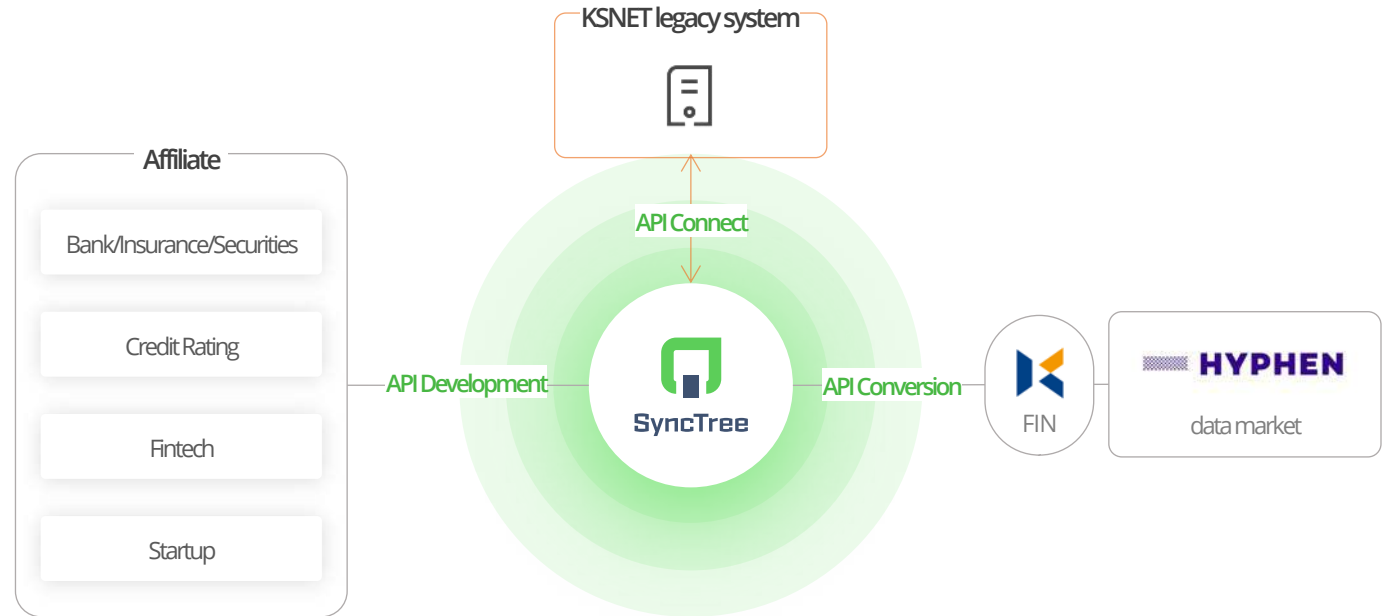 KSNET legacy system
Affiliate
Bank/Insurance/Securities
Credit Rating
Fintech
Startup
API Connect
API Development
SyncTree
API Conversion
FIN
HYPHEN
data market